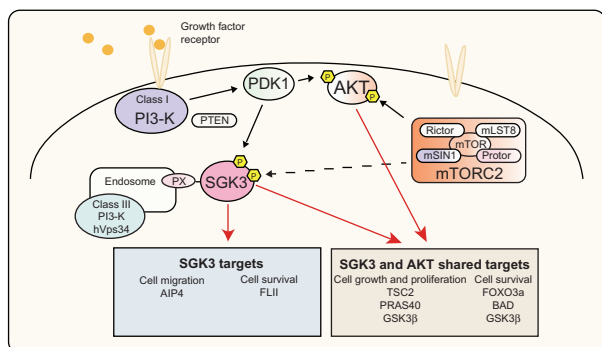 Growth factor
receptor
Class I
PI3-K
PTEN
PDK1
P
AKT
P
Rictor
mLST8
mTOR
mSIN1
Protor
mTORC2
P
P
SGK3
PX
Endosome
Class III
PI3-K
hVps34
SGK3 targets
Cell migration
AIP4
Cell survival
FLII
SGK3 and AKT shared targets
Cell growth and proliferation
TSC2
PRAS40
GSK3β
Cell survival
FOXO3a
BAD
GSK3β